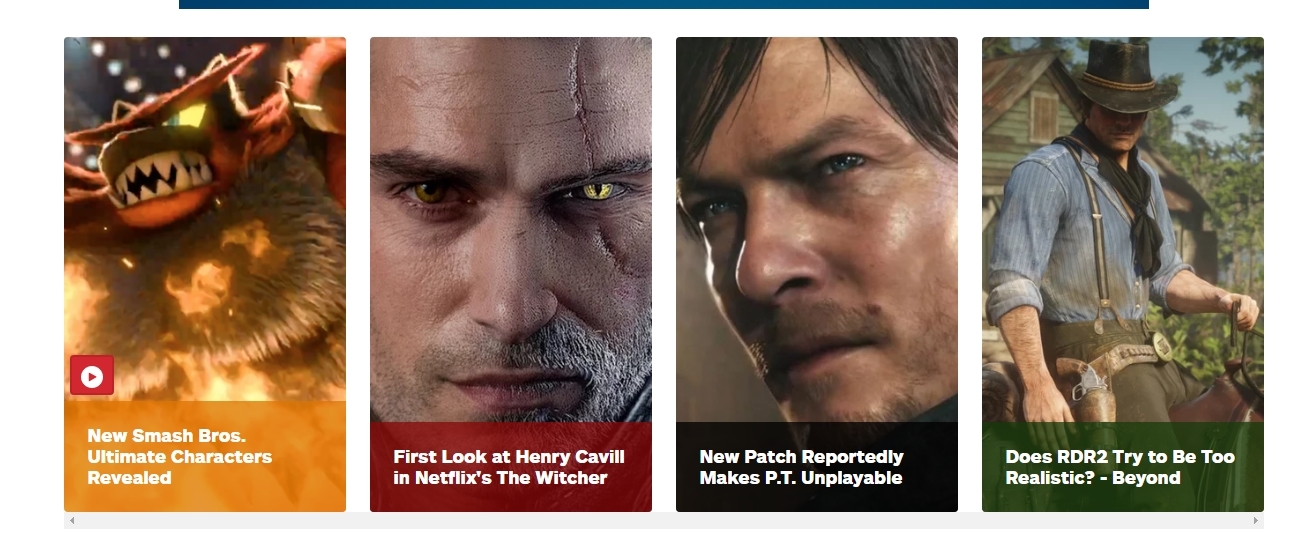 New Smash Bros.
Ultimate Characters
Revealed
First Look at Henry Cavill
in Netflix's The Witcher
New Patch Reportedly
Makes P.T. Unplayable
Does RDR2 Try to Be Too
Realistic? - Beyond